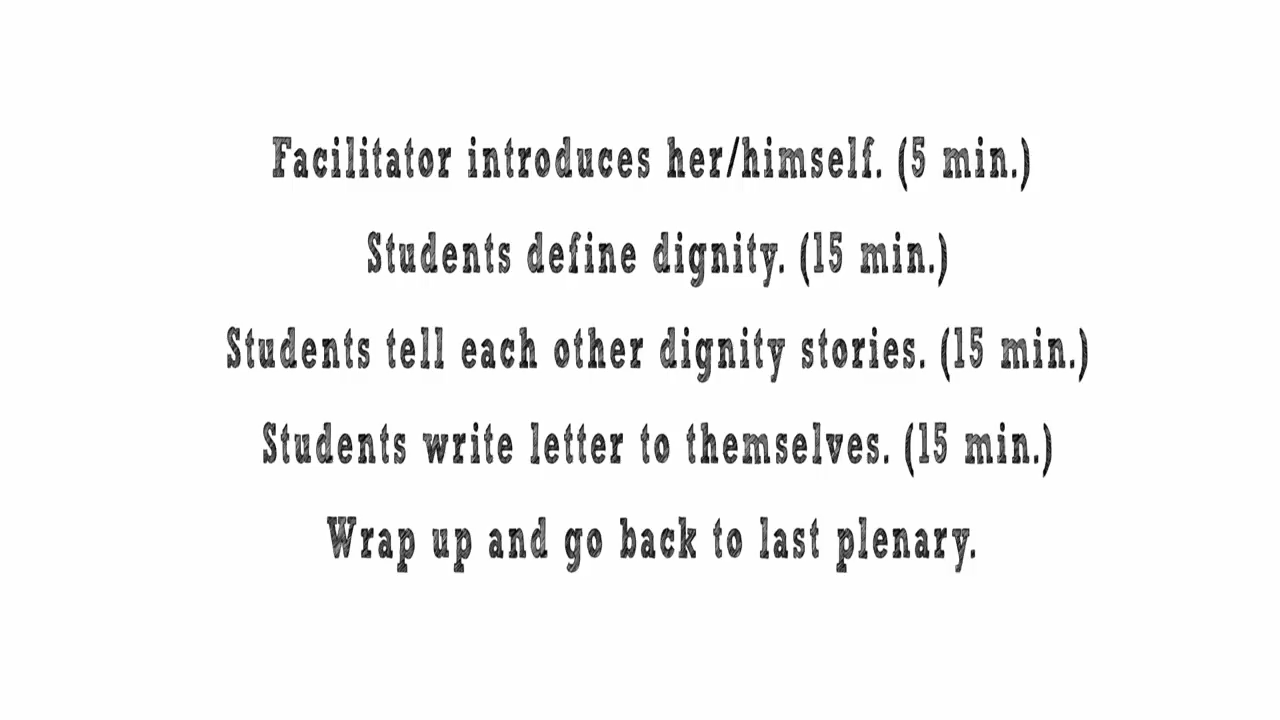 Facilitator introduces her/himself. (5 min.)
Students define dignity. (15 min.)
Students tell each other dignity stories. (15 min.)
Students write letter to themselves. (15 min.)
Wrap up and go back to last plenary.